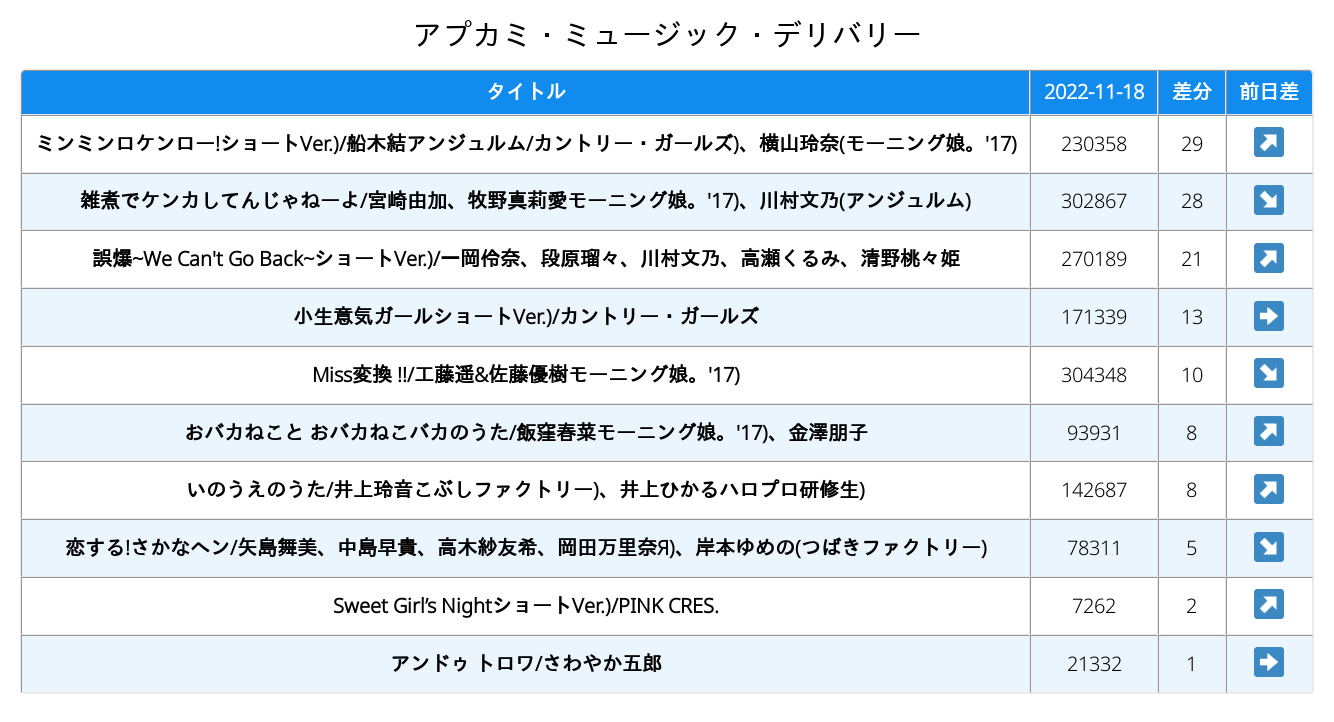 アプカミ・ミュージック・デリバリー
タイトル 2022-11-18 差分 前日差
ミンミンロケンロー!ショートVer.)/船木結アンジュルム/カントリー・ガールズ)、横山玲奈(モーニング娘。'17) 230358 29
雑煮でケンカしてんじゃねーよ/宮崎由加、牧野真莉愛モーニング娘。'17)、川村文乃(アンジュルム) 302867 28
誤爆~We Can't Go Back~ショートVer.)/一岡伶奈、段原瑠々、川村文乃、高瀬くるみ、清野桃々姫 270189 21
小生意気ガールショートVer.)/カントリー・ガールズ 171339 13
Miss変換 !!/工藤遥&佐藤優樹モーニング娘。'17) 304348 10
おバカねこと おバカねこバカのうた/飯窪春菜モーニング娘。'17)、金澤朋子 93931 8
いのうえのうた/井上玲音こぶしファクトリー)、井上ひかるハロプロ研修生) 142687 8
恋する!さかなヘン/矢島舞美、中島早貴、高木紗友希、岡田万里奈Я)、岸本ゆめの(つばきファクトリー) 78311 5
Sweet Girl’s NightショートVer.)/PINK CRES. 7262 2
アンドゥ トロワ/さわやか五郎 21332 1